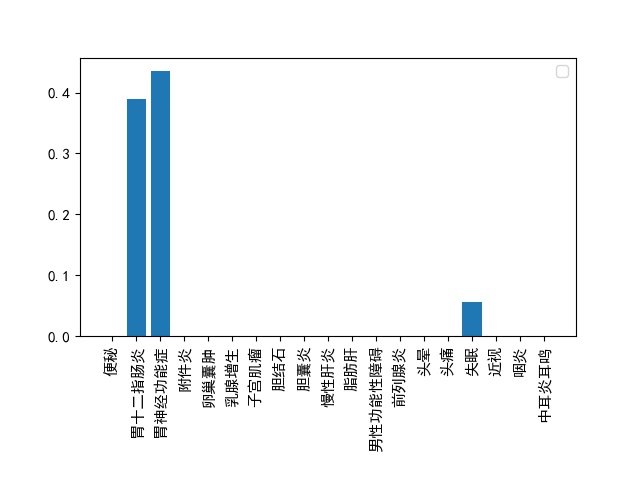 0.4
0.3
0.2
0.1
0.0
便秘
胃十二指肠炎
胃神经功能症
附件炎
卵巢囊肿
乳腺增生
子宫肌瘤
胆结石
胆囊炎
慢性肝炎
脂肪肝
男性功能性障碍
前列腺炎
头晕
头痛
失眠
近视
咽炎
中耳炎耳鸣